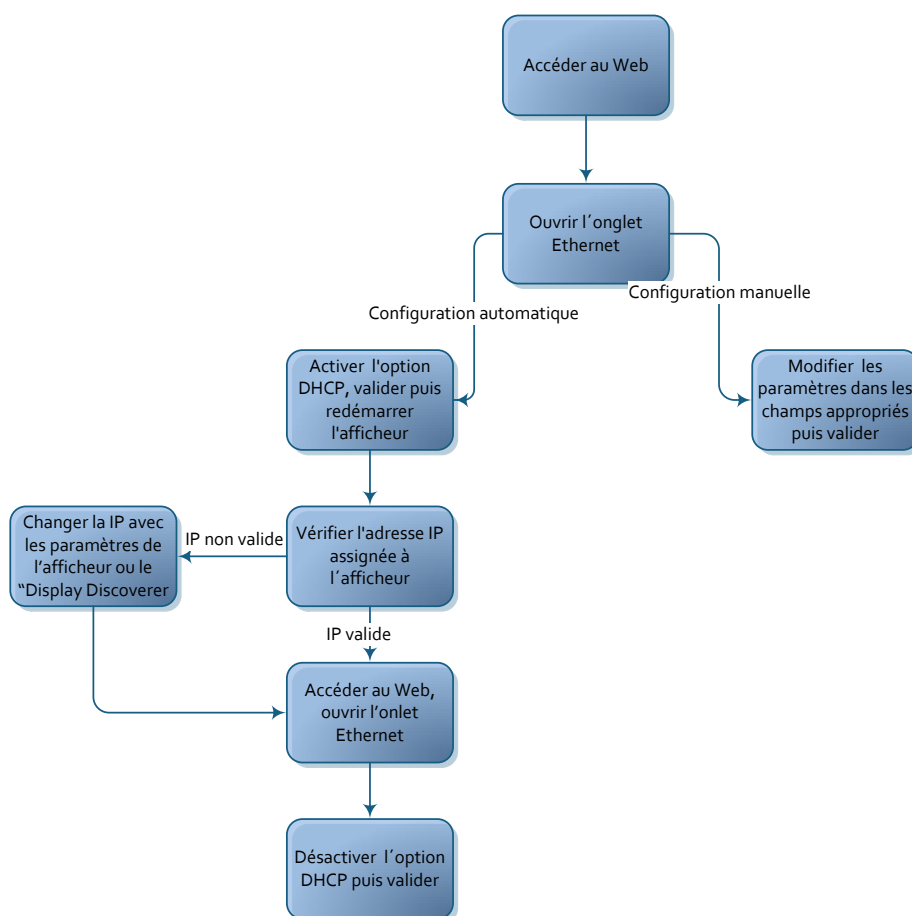 Accéder au Web
Ouvrir l´onglet
Ethernet
Configuration manuelle
Configuration automatique
Activer l'option
DHCP, valider puis
redémarrer
l'afficheur
Modifier les
paramètres dans les
champs appropriés
puis valider
Changer la IP avec
les paramètres de
l’afficheur ou le
“Display Discoverer
IP non valide
Vérifier l'adresse IP
assignée à
l´afficheur
IP valide
Accéder au Web,
ouvrir l’onlet
Ethernet
Désactiver l´option
DHCP puis valider